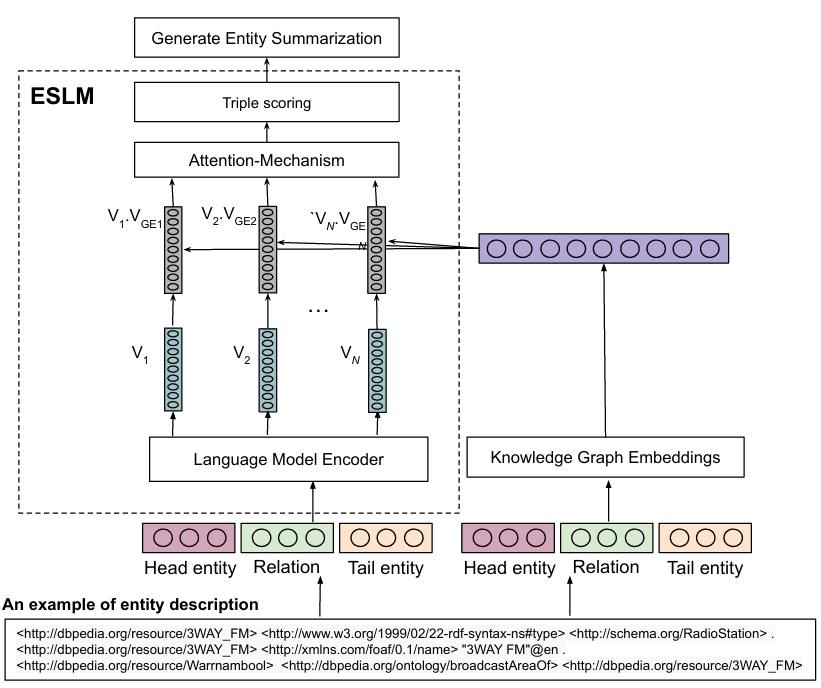 Generate Entity Summarization
ESLM
Triple scoring
Attention-Mechanism
V1.VGE1 V2.VGE2 `VN.VGE
N
...
V1 V2 VN
Language Model Encoder Knowledge Graph Embeddings
Head entity Relation Tail entity Head entity Relation Tail entity
An example of entity description
<http://dbpedia.org/resource/3WAY_FM> <http://www.w3.org/1999/02/22-rdf-syntax-ns#type> <http://schema.org/RadioStation> .
<http://dbpedia.org/resource/3WAY_FM> <http://xmlns.com/foaf/0.1/name> "3WAY FM"@en .
<http://dbpedia.org/resource/Warrnambool> <http://dbpedia.org/ontology/broadcastAreaOf> <http://dbpedia.org/resource/3WAY_FM>